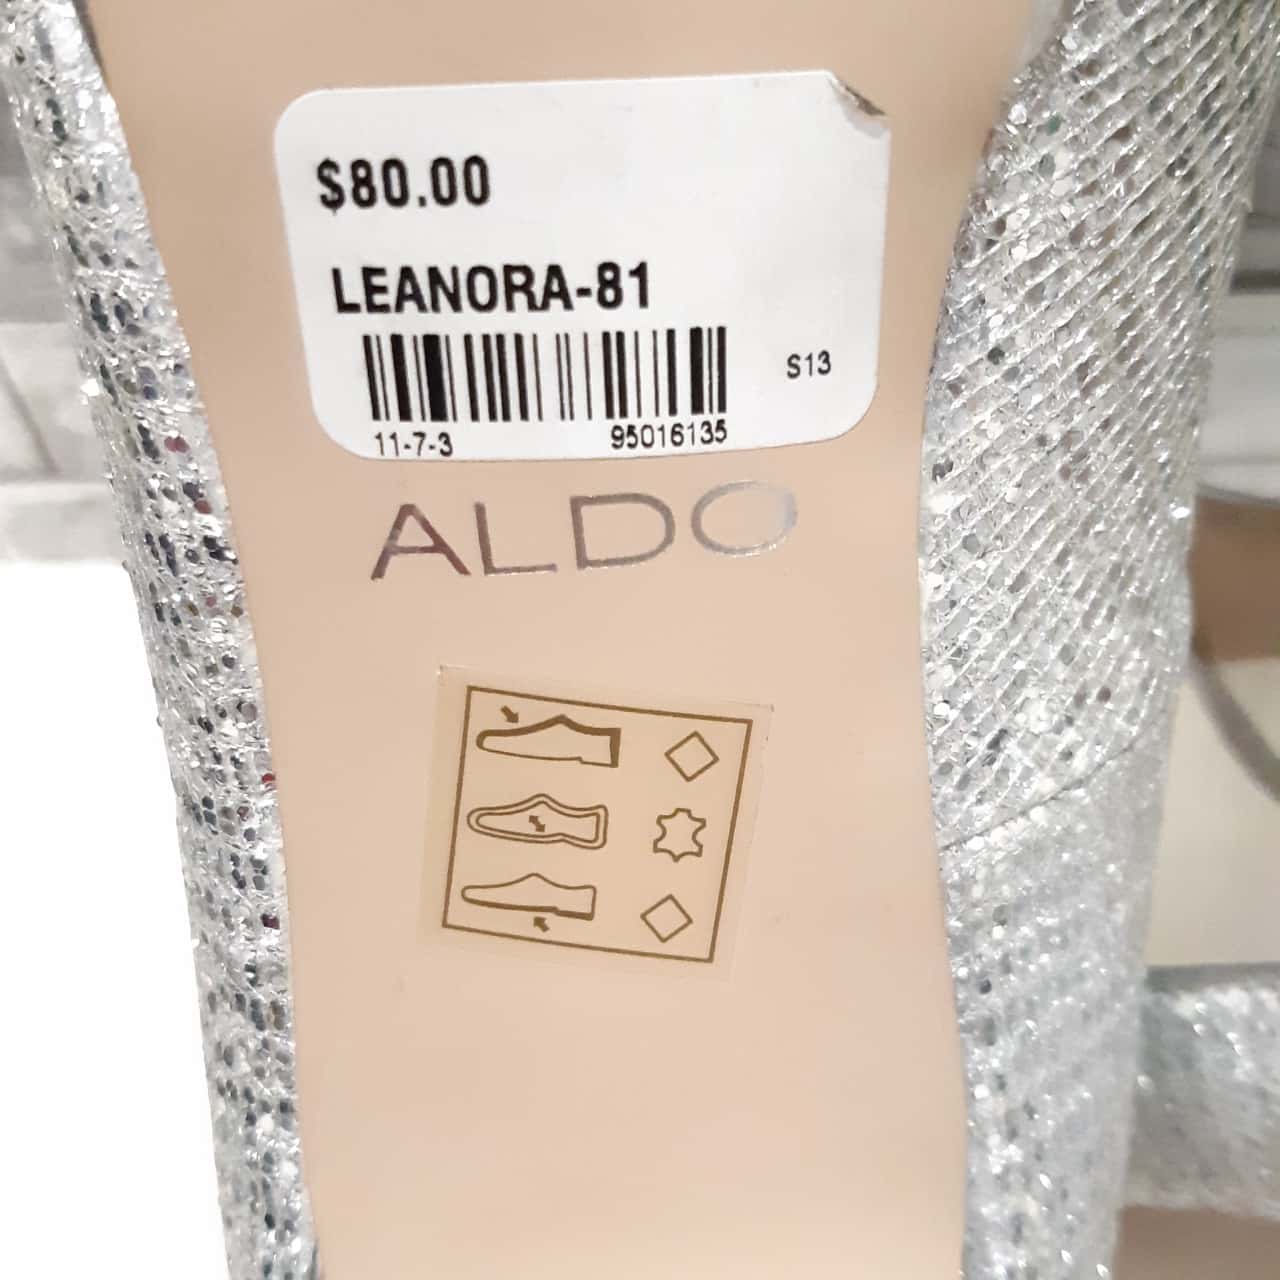 $80.00
LEANORA-81
S13
11-7-3 95016135
ALDO